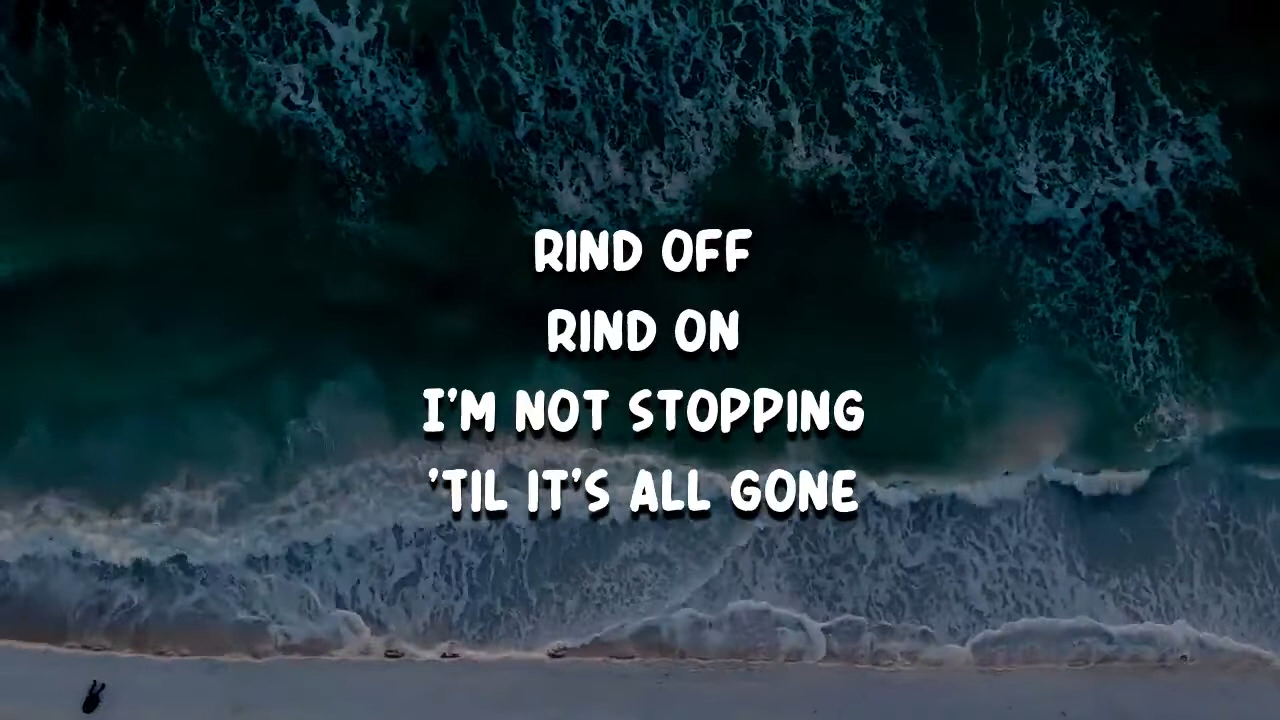 RIND OFF
RIND ON
I'M NOT STOPPING
'TIL IT'S ALL GONE